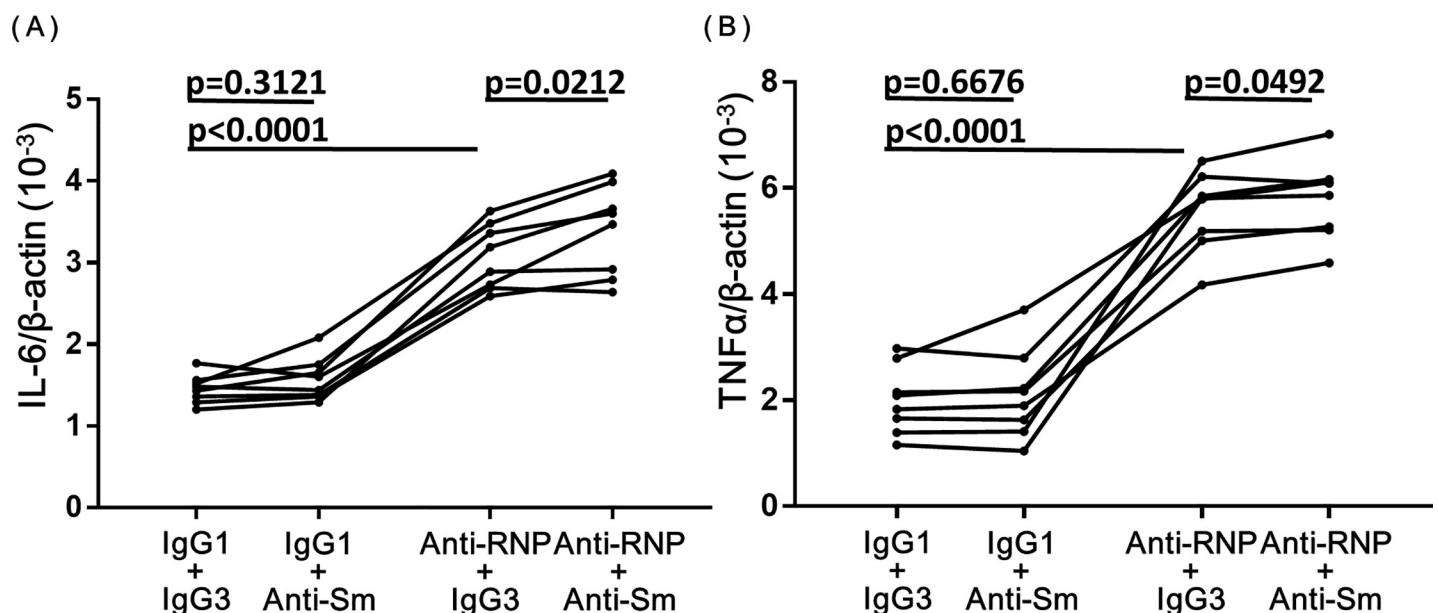 (A)
p=0.3121
p=0.0212
p<0.0001
IL-6/β-actin (10⁻³)
5
4
3
2
1
0
IgG1 + IgG3
IgG1 + Anti-Sm
Anti-RNP + IgG3
Anti-RNP + Anti-Sm
(B)
p=0.6676
p=0.0492
p<0.0001
TNFα/β-actin (10⁻³)
8
6
4
2
0
IgG1 + IgG3
IgG1 + Anti-Sm
Anti-RNP + IgG3
Anti-RNP + Anti-Sm